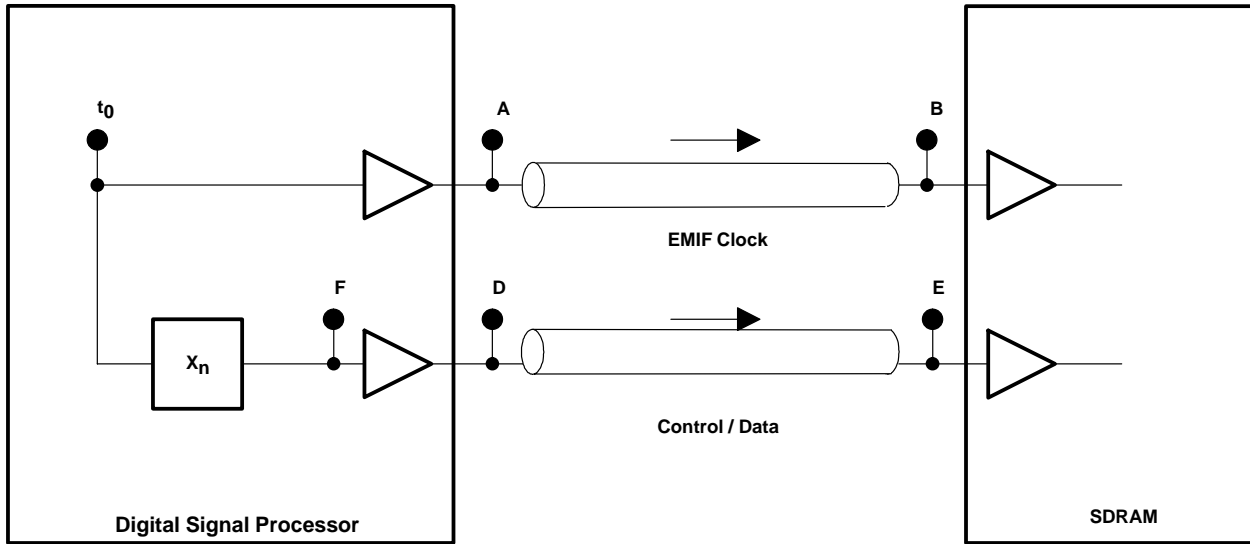 t0
A
B
EMIF Clock
F
D
E
Xn
Control / Data
Digital Signal Processor
SDRAM